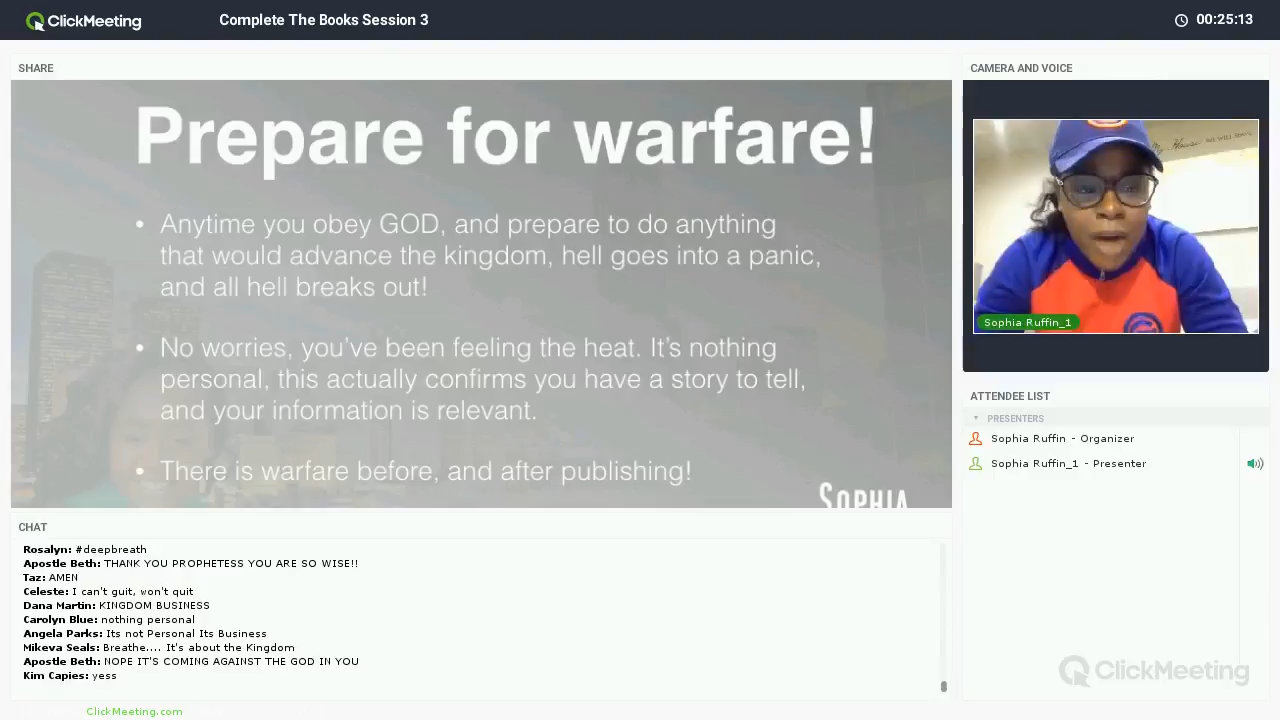 ClickMeeting
Complete The Books Session 3
00:25:13
SHARE
Prepare for warfare!
• Anytime you obey GOD, and prepare to do anything
that would advance the kingdom, hell goes into a panic,
and all hell breaks out!
• No worries, you've been feeling the heat. It's nothing
personal, this actually confirms you have a story to tell,
and your information is relevant.
• There is warfare before, and after publishing!
SOPHIA
CAMERA AND VOICE
Sophia Ruffin_1
ATTENDEE LIST
PRESENTERS
Sophia Ruffin - Organizer
Sophia Ruffin_1 - Presenter
CHAT
Rosalyn: #deepbreath
Apostle Beth: THANK YOU PROPHETESS YOU ARE SO WISE!!
Taz: AMEN
Celeste: I can't guit, won't quit
Dana Martin: KINGDOM BUSINESS
Carolyn Blue: nothing personal
Angela Parks: Its not Personal Its Business
Mikeva Seals: Breathe.... It's about the Kingdom
Apostle Beth: NOPE IT'S COMING AGAINST THE GOD IN YOU
Kim Capies: yess
ClickMeeting
ClickMeeting.com